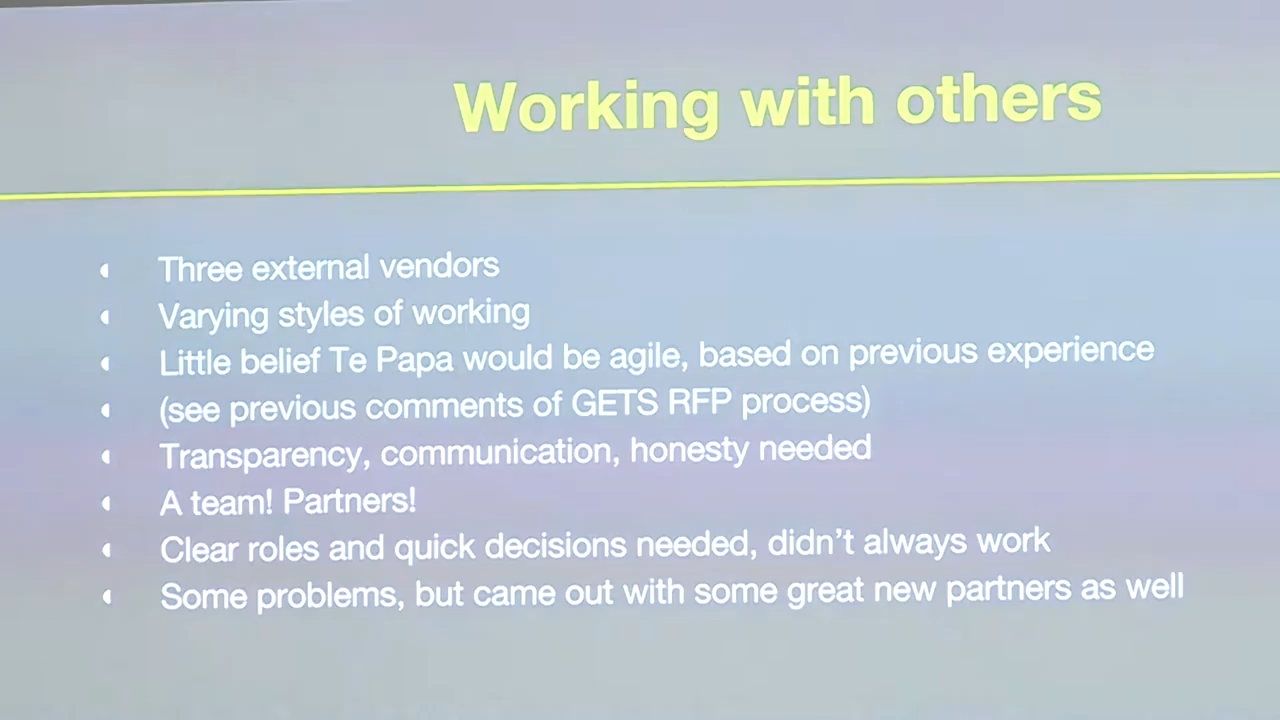 Working with others
Three external vendors
Varying styles of working
Little belief Te Papa would be agile, based on previous experience
(see previous comments of GETS RFP process)
Transparency, communication, honesty needed
A team! Partners!
Clear roles and quick decisions needed, didn’t always work
Some problems, but came out with some great new partners as well